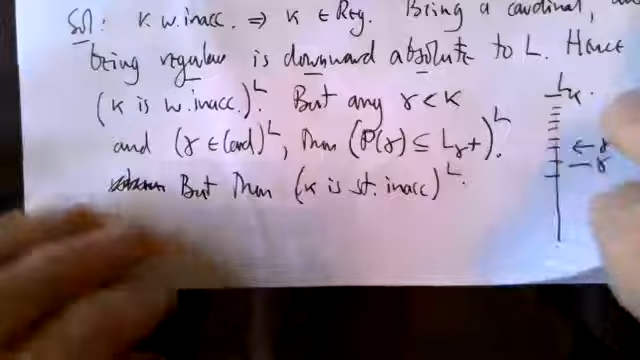 Sol: κ w.inacc. ⇒ κ ∈ Reg. Being a cardinal,
being regular is downward absolute to L. Hence
(κ is w.inacc.)^L. But any γ < κ
and (γ ∈ Card)^L, Then (P(γ) ⊆ L_γ+)^L.
But Then (κ is st. inacc)^L.
L_κ.
← γ
– γ